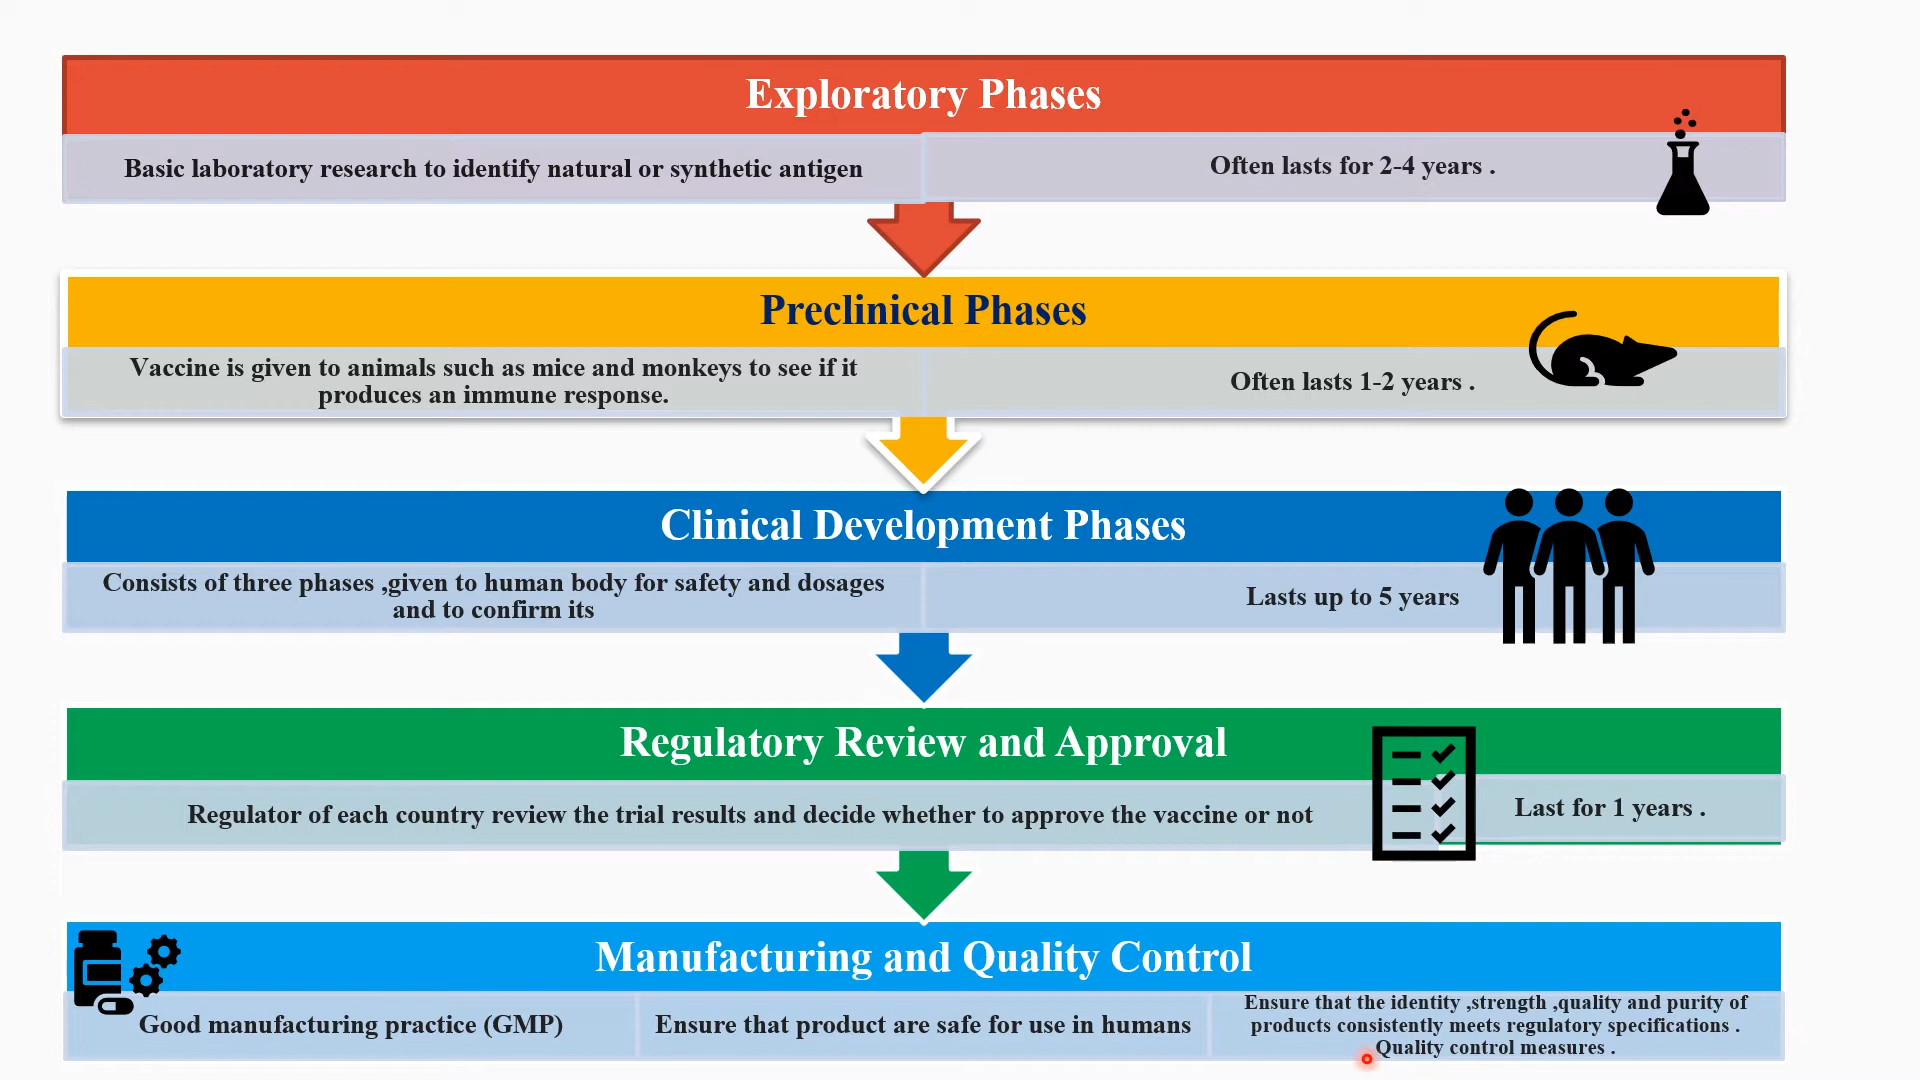 Exploratory Phases
Basic laboratory research to identify natural or synthetic antigen
Often lasts for 2-4 years .
Preclinical Phases
Vaccine is given to animals such as mice and monkeys to see if it
produces an immune response.
Often lasts 1-2 years .
Clinical Development Phases
Consists of three phases ,given to human body for safety and dosages
and to confirm its
Lasts up to 5 years
Regulatory Review and Approval
Regulator of each country review the trial results and decide whether to approve the vaccine or not
Last for 1 years .
Manufacturing and Quality Control
Good manufacturing practice (GMP)
Ensure that product are safe for use in humans
Ensure that the identity ,strength ,quality and purity of
products consistently meets regulatory specifications .
Quality control measures .